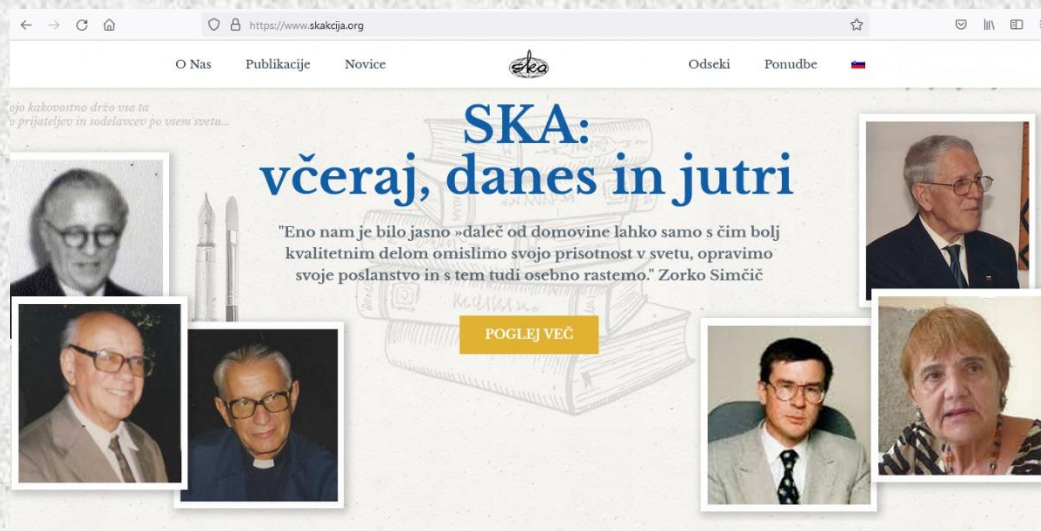 https://www.skakcija.org
O Nas Publikacije Novice ska Odseki Ponudbe
ojo kakovostno držo vsa ta
o prijateljev in sodelavcev po vsem svetu...
SKA:
včeraj, danes in jutri
"Eno nam je bilo jasno »daleč od domovine lahko samo s čim bolj
kvalitetnim delom omislimo svojo prisotnost v svetu, opravimo
svoje poslanstvo in s tem tudi osebno rastemo." Zorko Simčič
POGLEJ VEČ